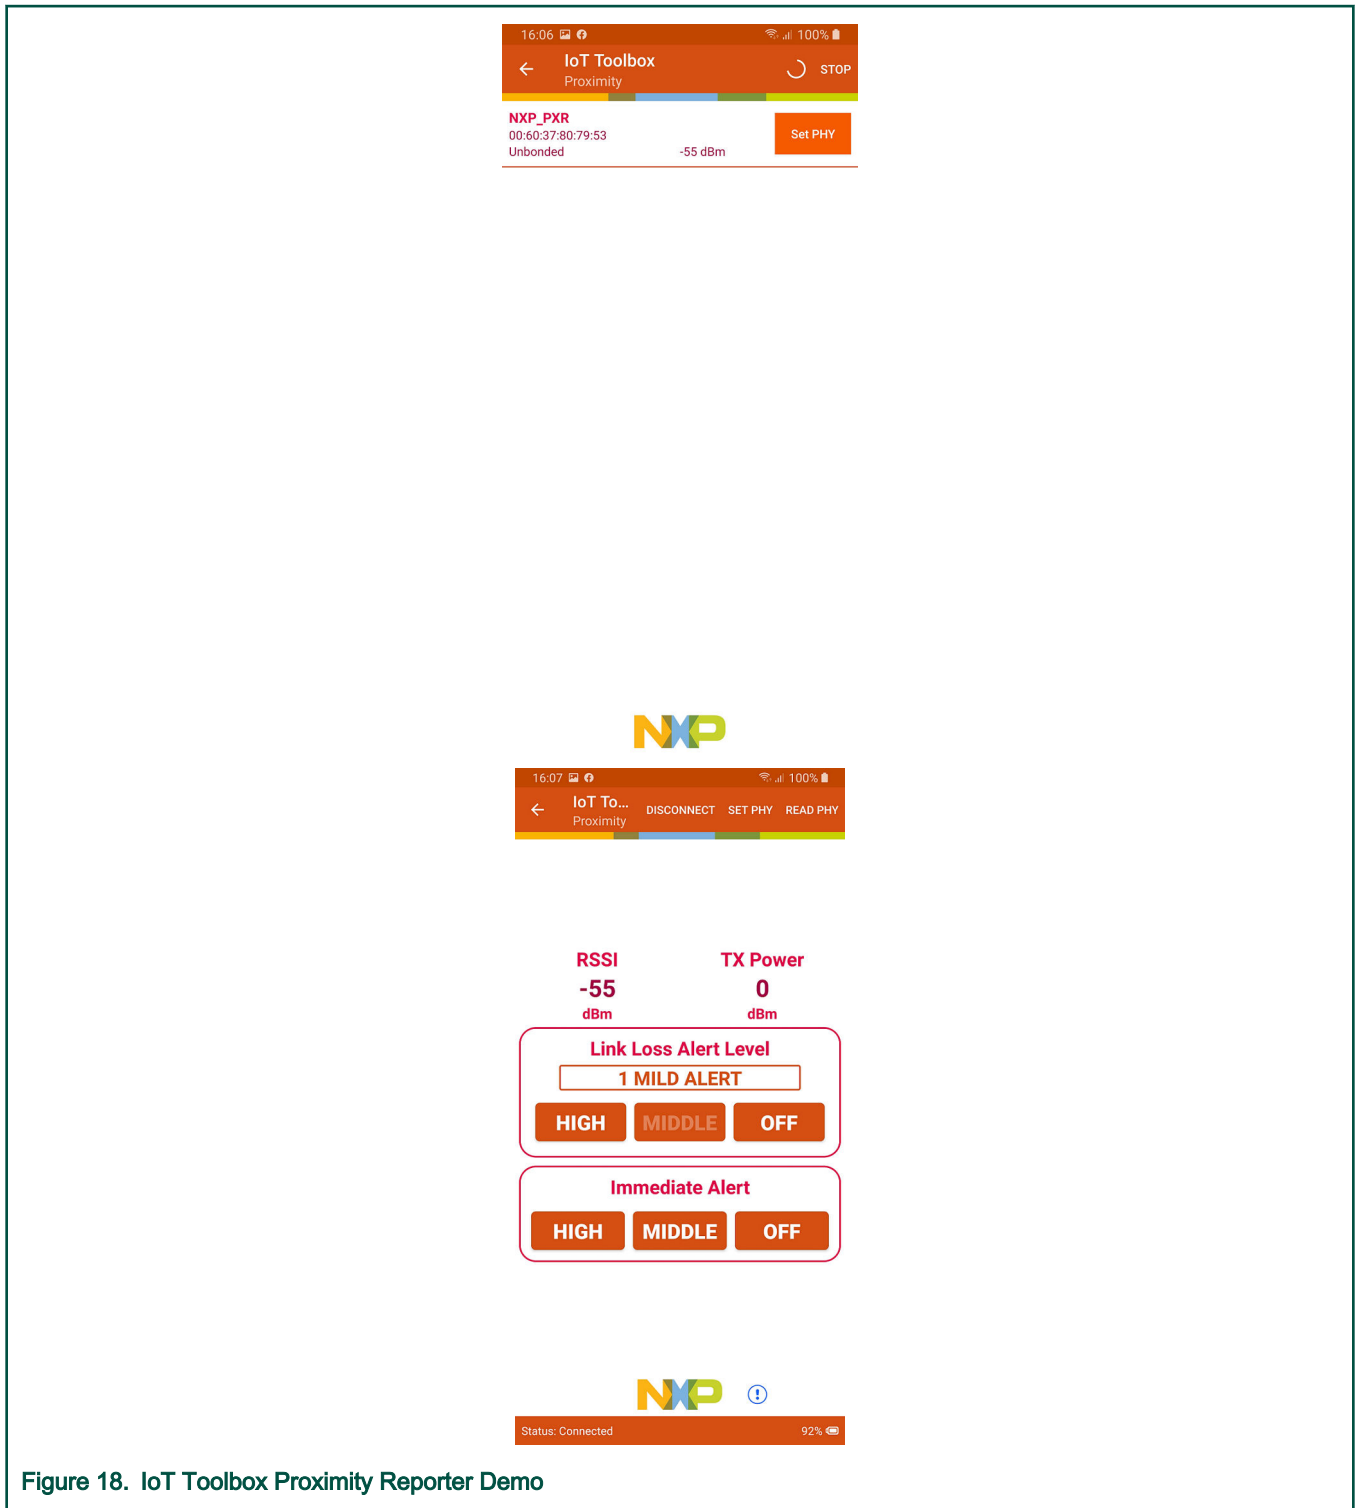 16:06 100%
IoT Toolbox
STOP
Proximity
NXP_PXR
00:60:37:80:79:53
Set PHY
Unbonded -55 dBm
NXP
16:07 100%
IoT To... DISCONNECT SET PHY READ PHY
Proximity
RSSI TX Power
-55 0
dBm dBm
Link Loss Alert Level
1 MILD ALERT
HIGH MIDDLE OFF
Immediate Alert
HIGH MIDDLE OFF
NXP
Status: Connected 92%
Figure 18. IoT Toolbox Proximity Reporter Demo